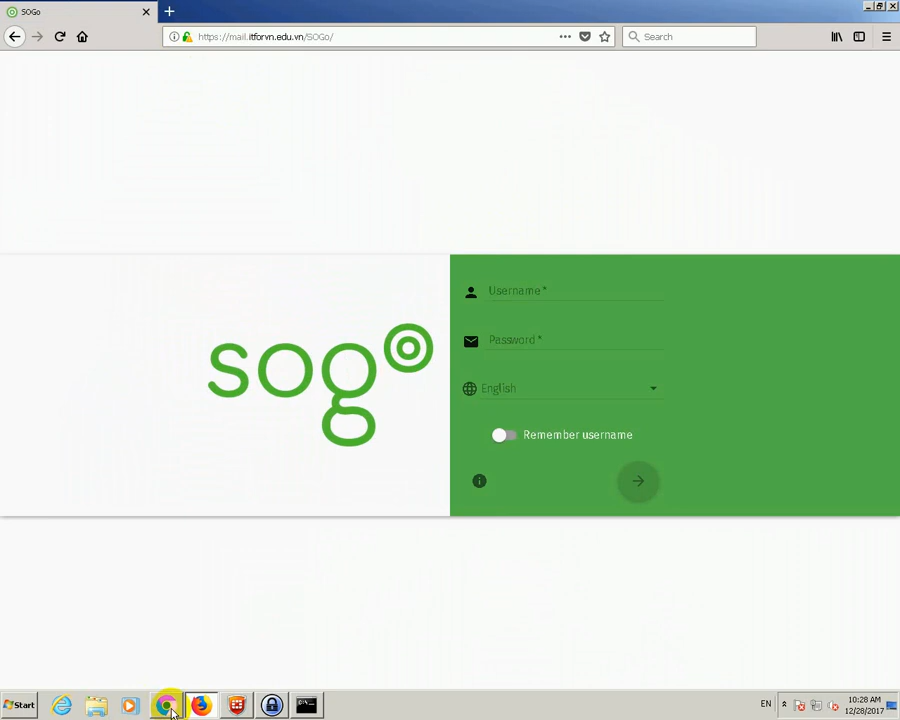 SOGo
https://mail.itforvn.edu.vn/SOGo/
Search
sogo
Username *
Password *
English
Remember username
Start
EN
10:28 AM
12/28/2017